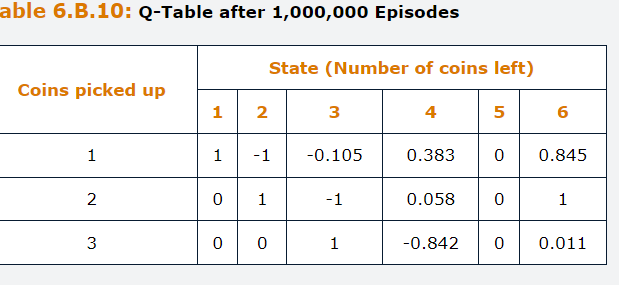 able 6.B.10: Q-Table after 1,000,000 Episodes
Coins picked up
State (Number of coins left)
1 2 3 4 5 6
1 1 -1 -0.105 0.383 0 0.845
2 0 1 -1 0.058 0 1
3 0 0 1 -0.842 0 0.011